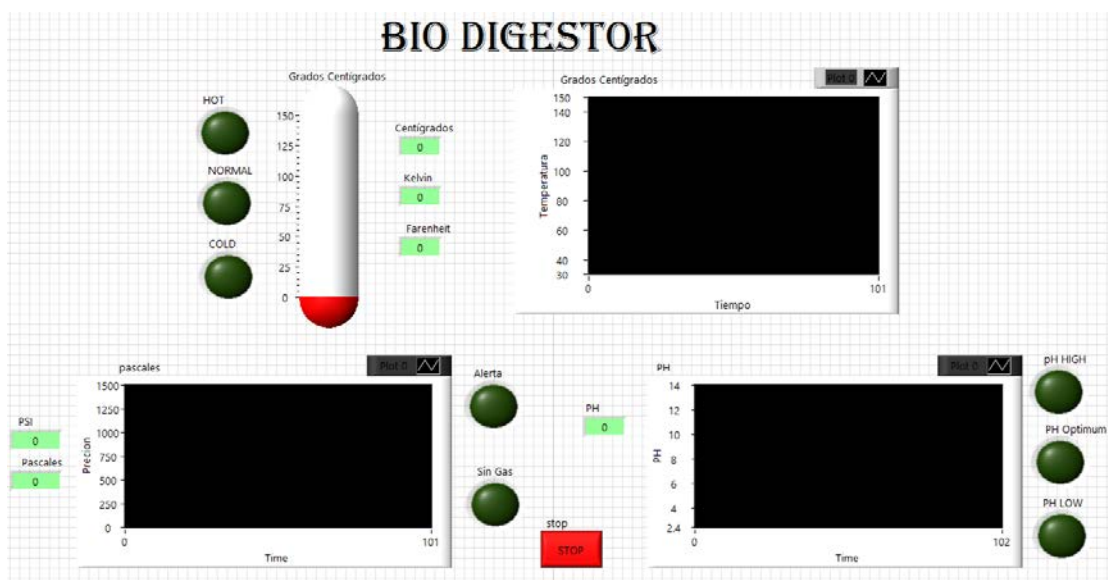 BIO DIGESTOR
Grados Centígrados
HOT
NORMAL
COLD
150
125
100
75
50
25
0
Centígrados
0
Kelvin
0
Farenheit
0
Grados Centígrados
Plot 0
Temperatura
150
140
120
100
80
60
40
30
0
101
Tiempo
PSI
0
Pascales
0
pascales
Plot 0
Precion
1500
1250
1000
750
500
250
0
0
101
Time
Alerta
Sin Gas
stop
STOP
PH
0
PH
Plot 0
PH
14
12
10
8
6
4
2.4
0
102
Time
pH HIGH
PH Optimum
PH LOW